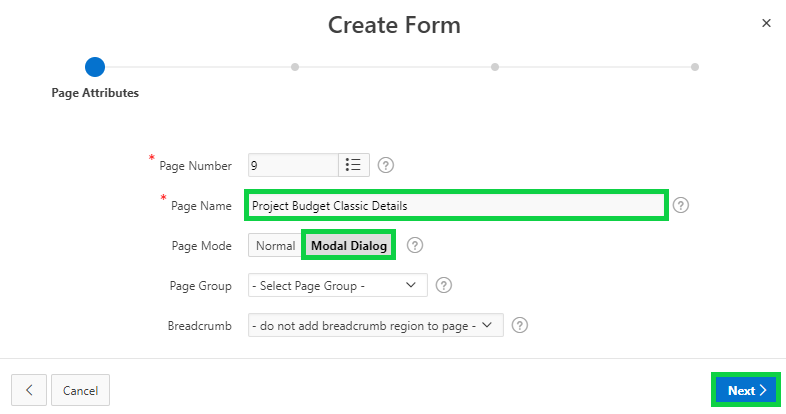 Create Form
Page Attributes
* Page Number 9
* Page Name Project Budget Classic Details
Page Mode Normal Modal Dialog
Page Group - Select Page Group -
Breadcrumb - do not add breadcrumb region to page -
Cancel Next